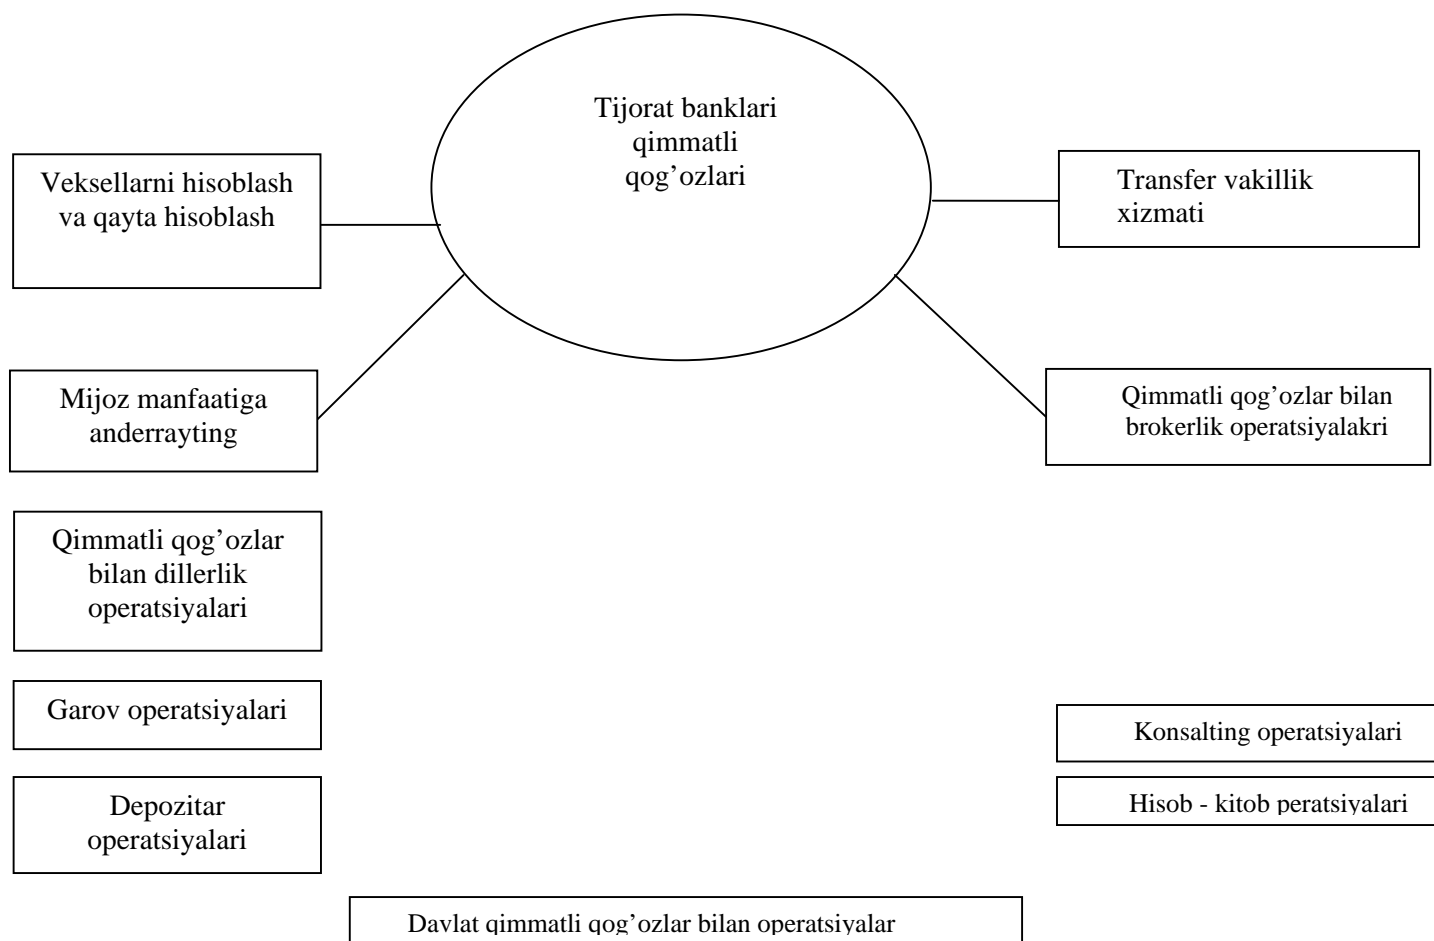 Tijorat banklari
qimmatli
qog’ozlari
Veksellarni hisoblash
va qayta hisoblash
Transfer vakillik
xizmati
Mijoz manfaatiga
anderrayting
Qimmatli qog’ozlar bilan
brokerlik operatsiyalakri
Qimmatli qog’ozlar
bilan dillerlik
operatsiyalari
Garov operatsiyalari
Konsalting operatsiyalari
Depozitar
operatsiyalari
Hisob - kitob peratsiyalari
Davlat qimmatli qog’ozlar bilan operatsiyalar